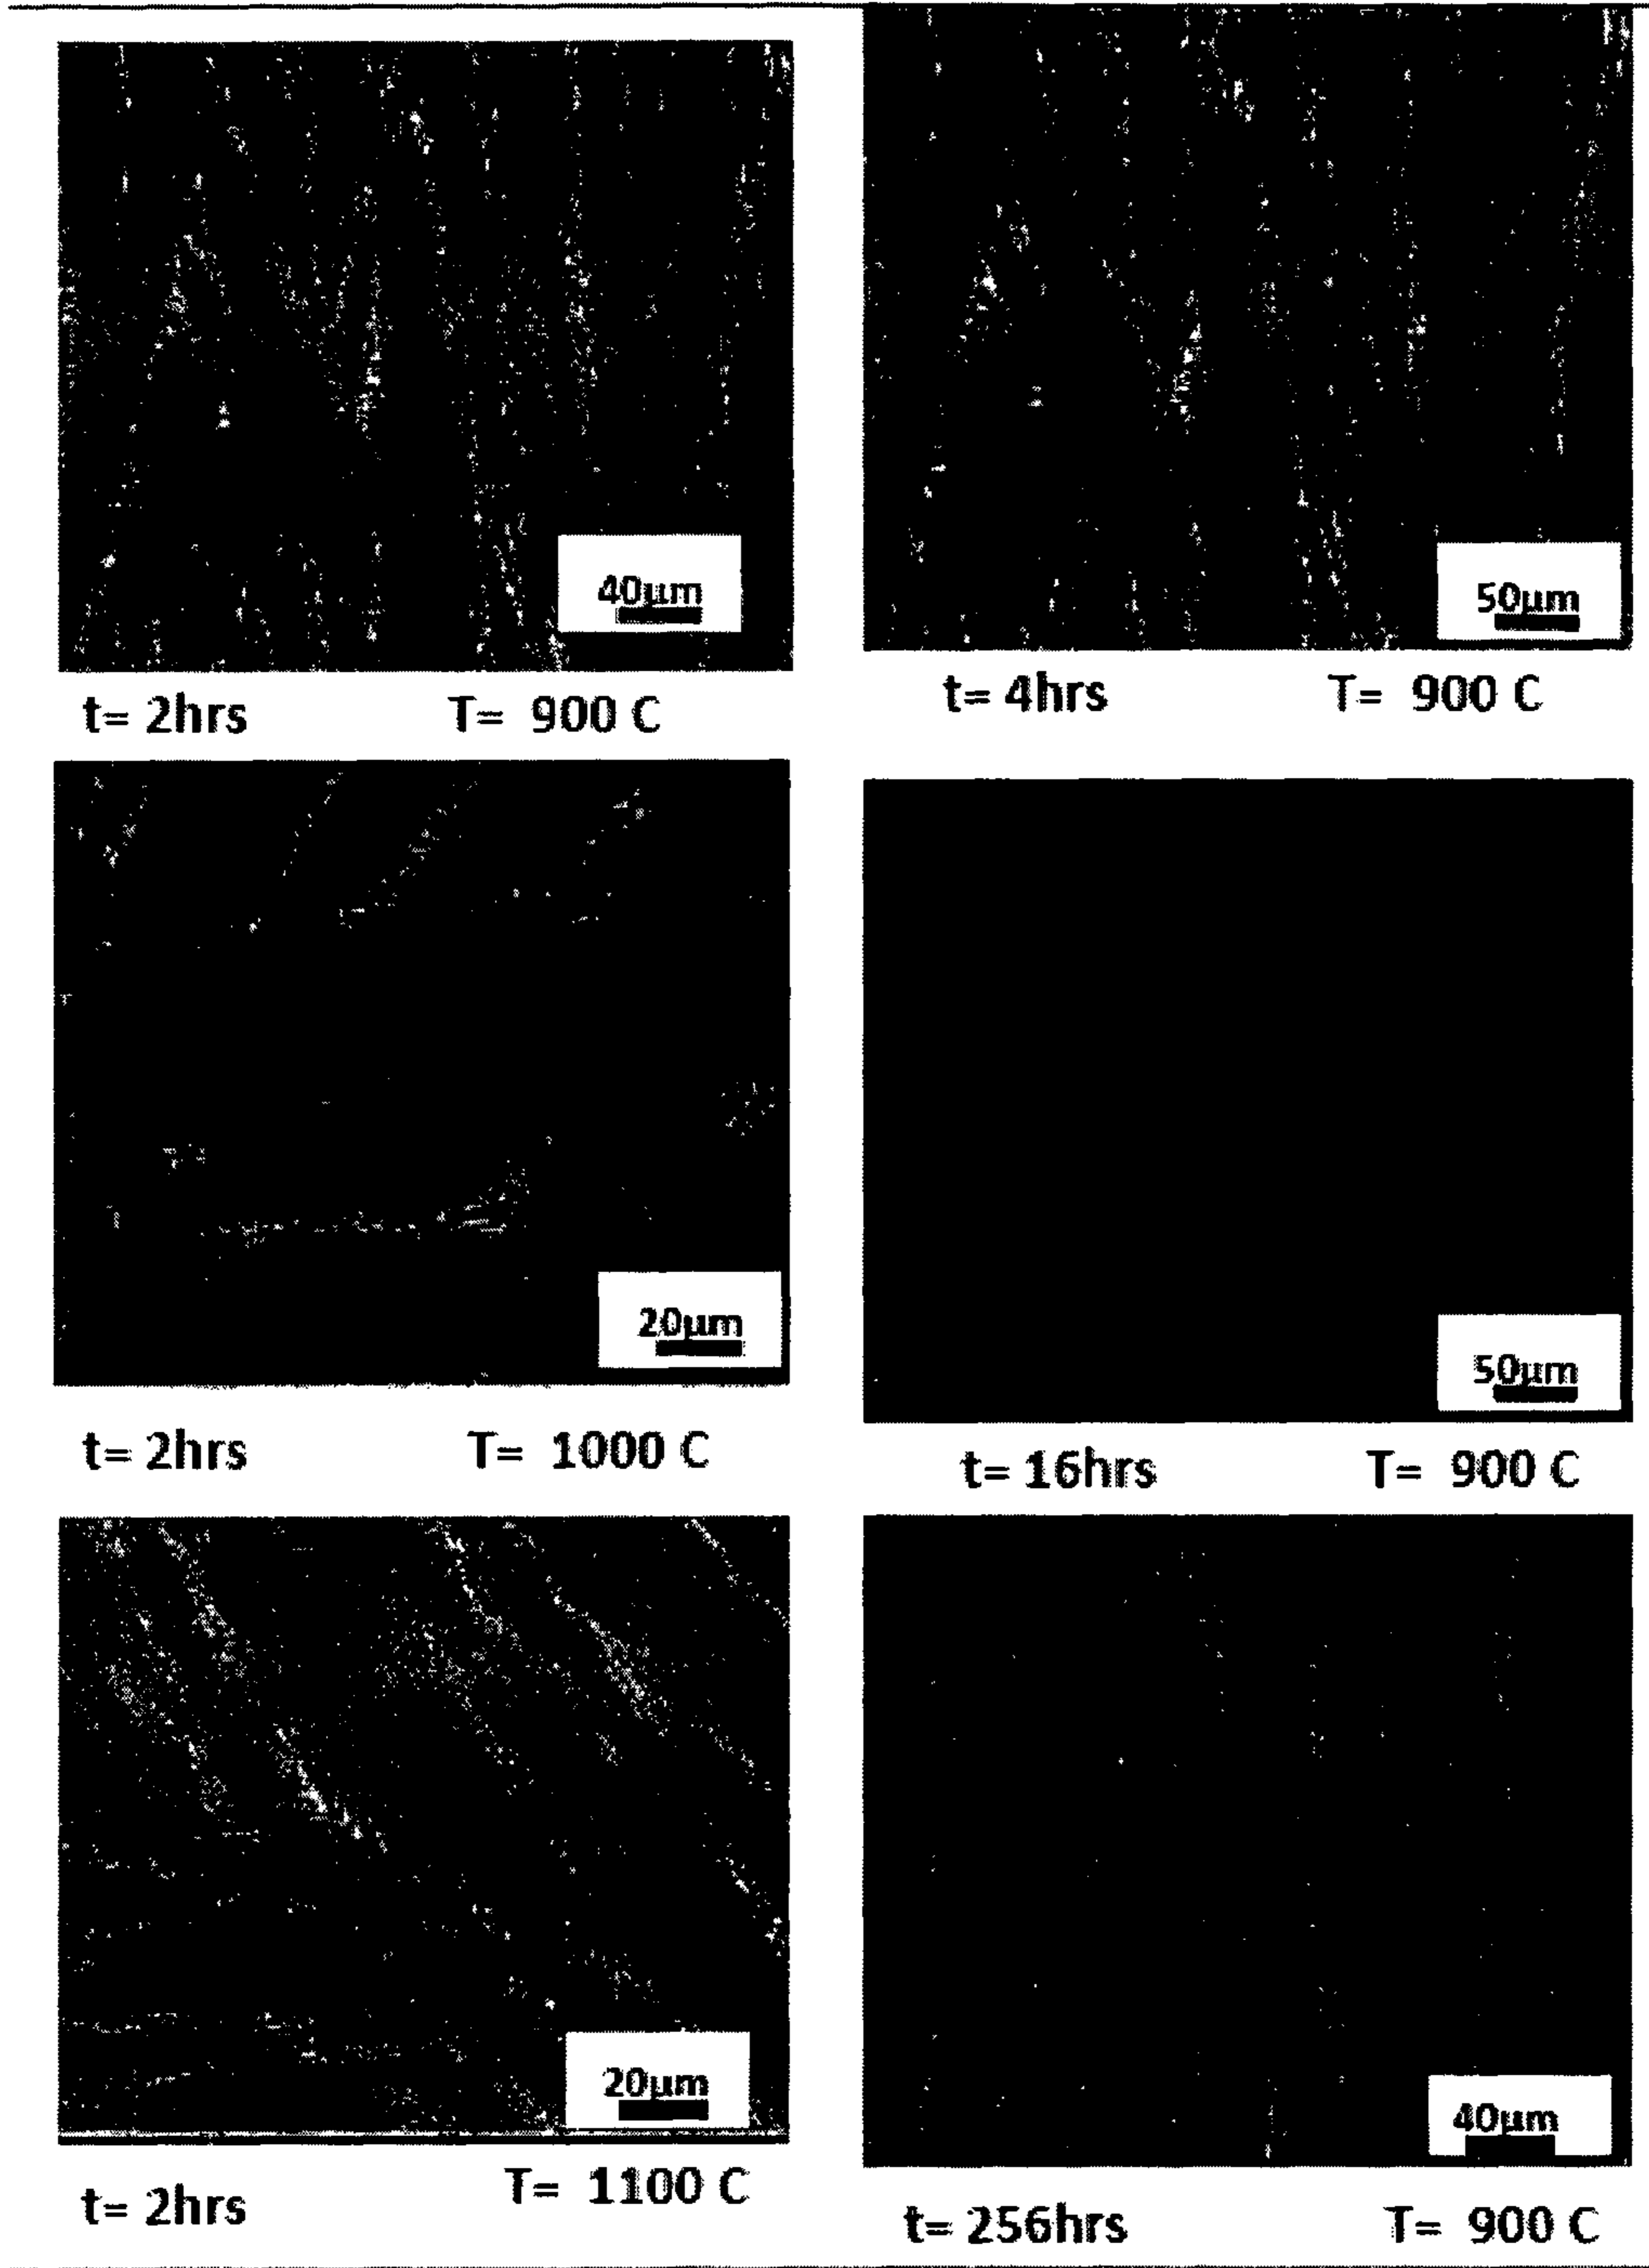 40µm
50µm
t= 2hrs T= 900 C
t= 4hrs T= 900 C
20µm
50µm
t= 2hrs T= 1000 C
t= 16hrs T= 900 C
20µm
40µm
t= 2hrs T= 1100 C
t= 256hrs T= 900 C